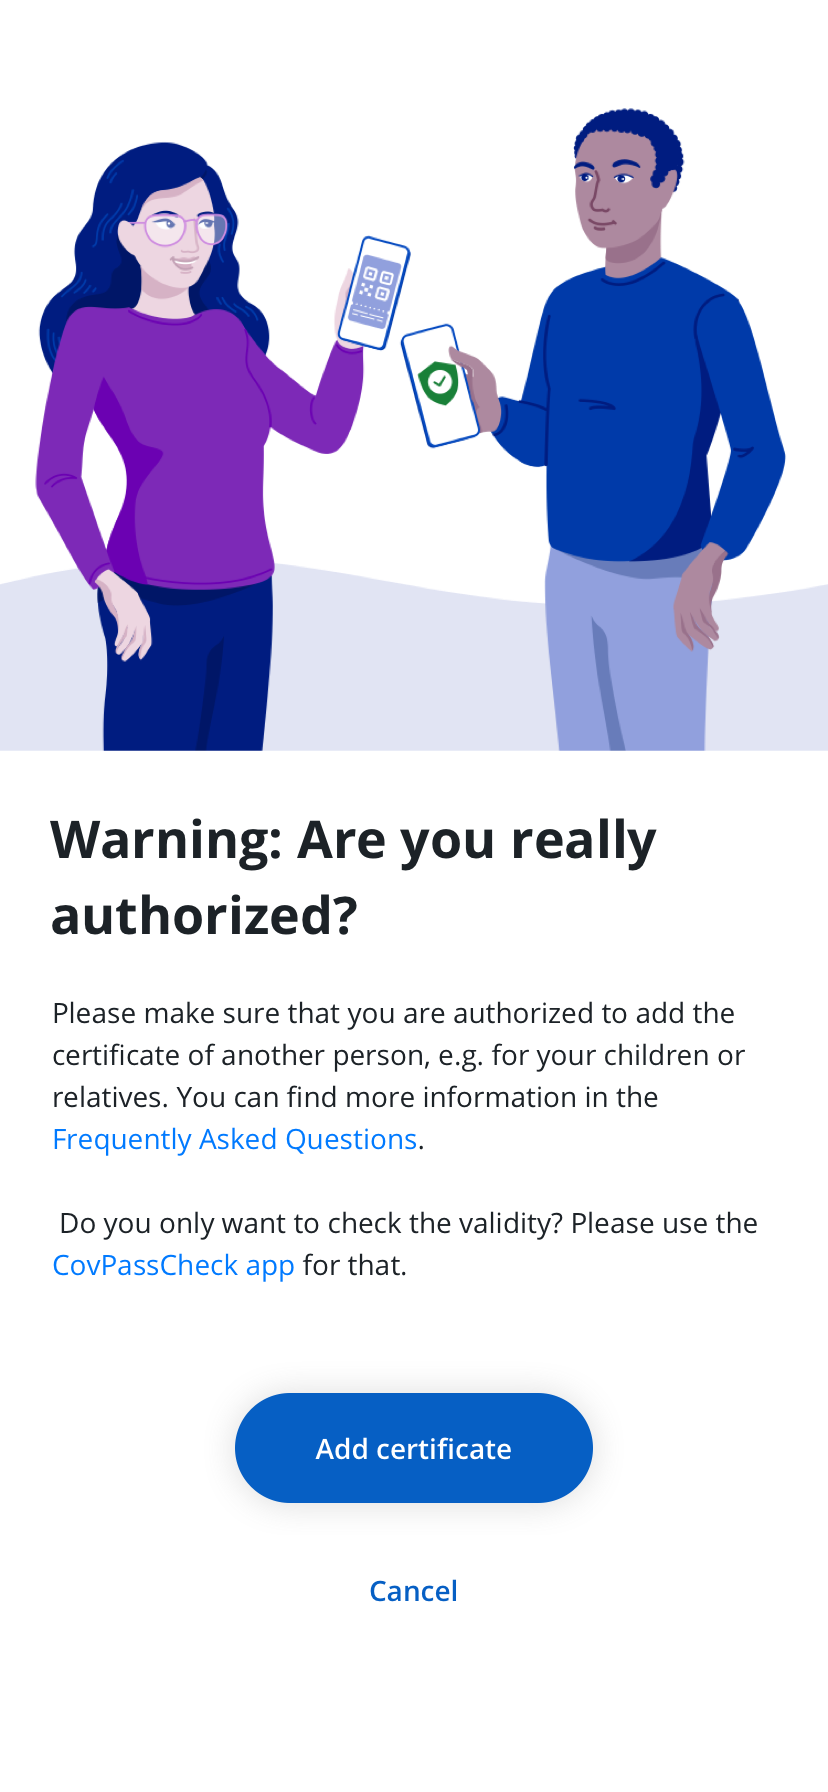 Warning: Are you really
authorized?
Please make sure that you are authorized to add the
certificate of another person, e.g. for your children or
relatives. You can find more information in the
Frequently Asked Questions.
Do you only want to check the validity? Please use the
CovPassCheck app for that.
Add certificate
Cancel